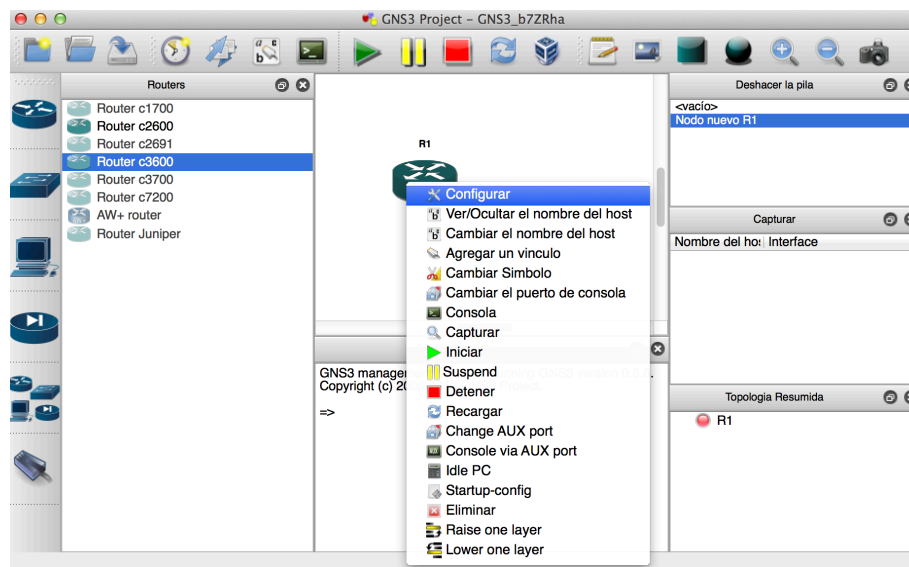 GNS3 Project – GNS3_b7ZRha
Routers
Router c1700
Router c2600
Router c2691
Router c3600
Router c3700
Router c7200
AW+ router
Router Juniper
R1
Configurar
Ver/Ocultar el nombre del host
Cambiar el nombre del host
Agregar un vinculo
Cambiar Simbolo
Cambiar el puerto de consola
Consola
Capturar
Iniciar
Suspend
Detener
Recargar
Change AUX port
Console via AUX port
Idle PC
Startup-config
Eliminar
Raise one layer
Lower one layer
GNS3 manage
Copyright (c) 20
=>
Deshacer la pila
<vacío>
Nodo nuevo R1
Capturar
Nombre del ho: Interface
Topologia Resumida
R1